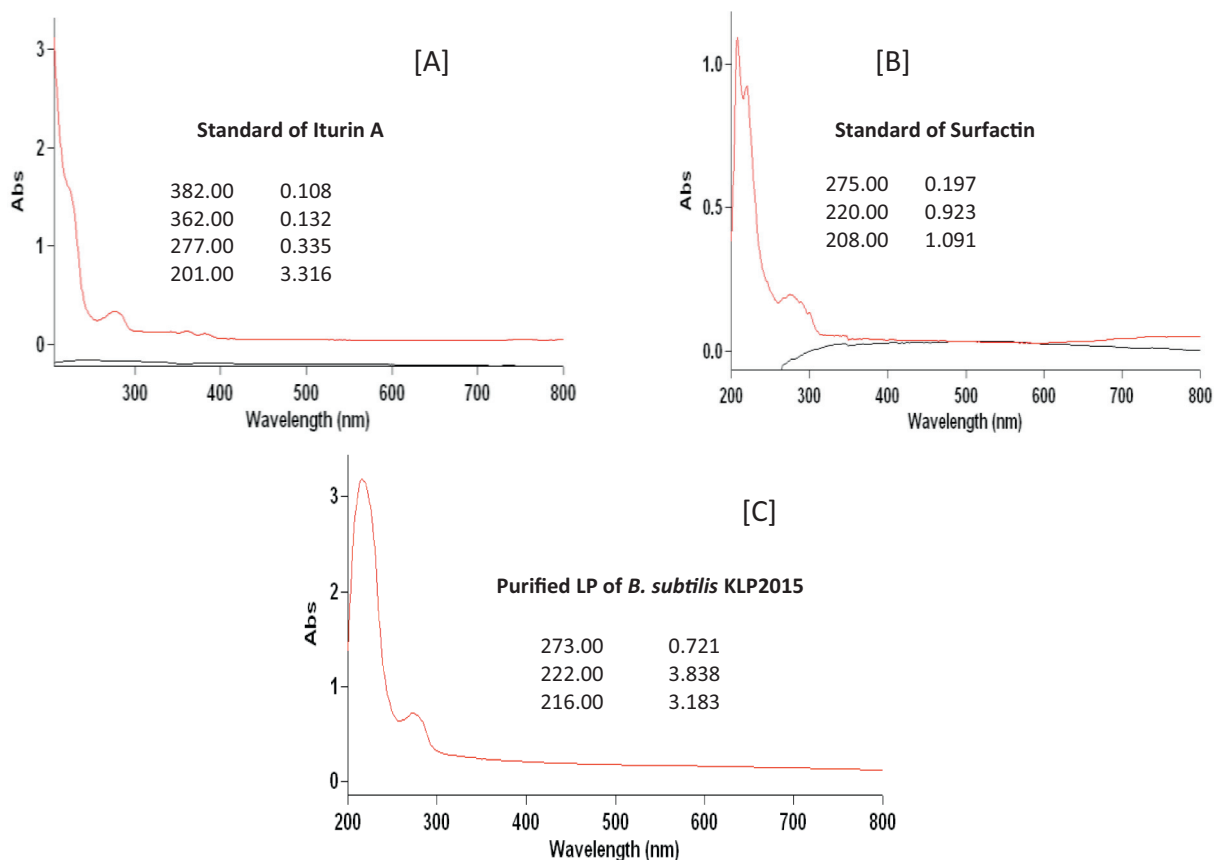 [A]
Standard of Iturin A
382.00 0.108
362.00 0.132
277.00 0.335
201.00 3.316
3
2
1
0
Abs
300 400 500 600 700 800
Wavelength (nm)
[B]
Standard of Surfactin
275.00 0.197
220.00 0.923
208.00 1.091
1.0
0.5
0.0
Abs
200 300 400 500 600 700 800
Wavelength (nm)
[C]
Purified LP of B. subtilis KLP2015
273.00 0.721
222.00 3.838
216.00 3.183
3
2
1
0
Abs
200 300 400 500 600 700 800
Wavelength (nm)